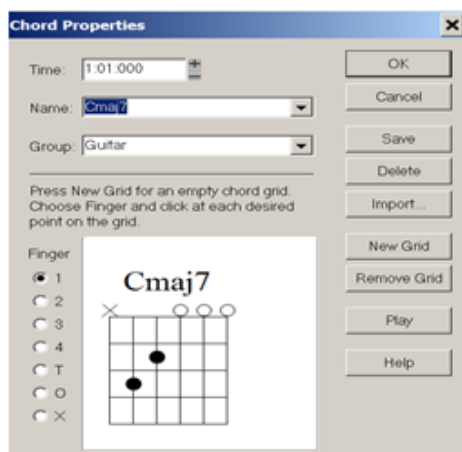 Chord Properties
Time: 1:01:000
OK
Name: Cmaj7
Cancel
Group: Guitar
Save
Delete
Press New Grid for an empty chord grid.
Choose Finger and click at each desired
point on the grid.
Import...
Finger
New Grid
1
Cmaj7
Remove Grid
2
3
Play
4
T
Help
O
X